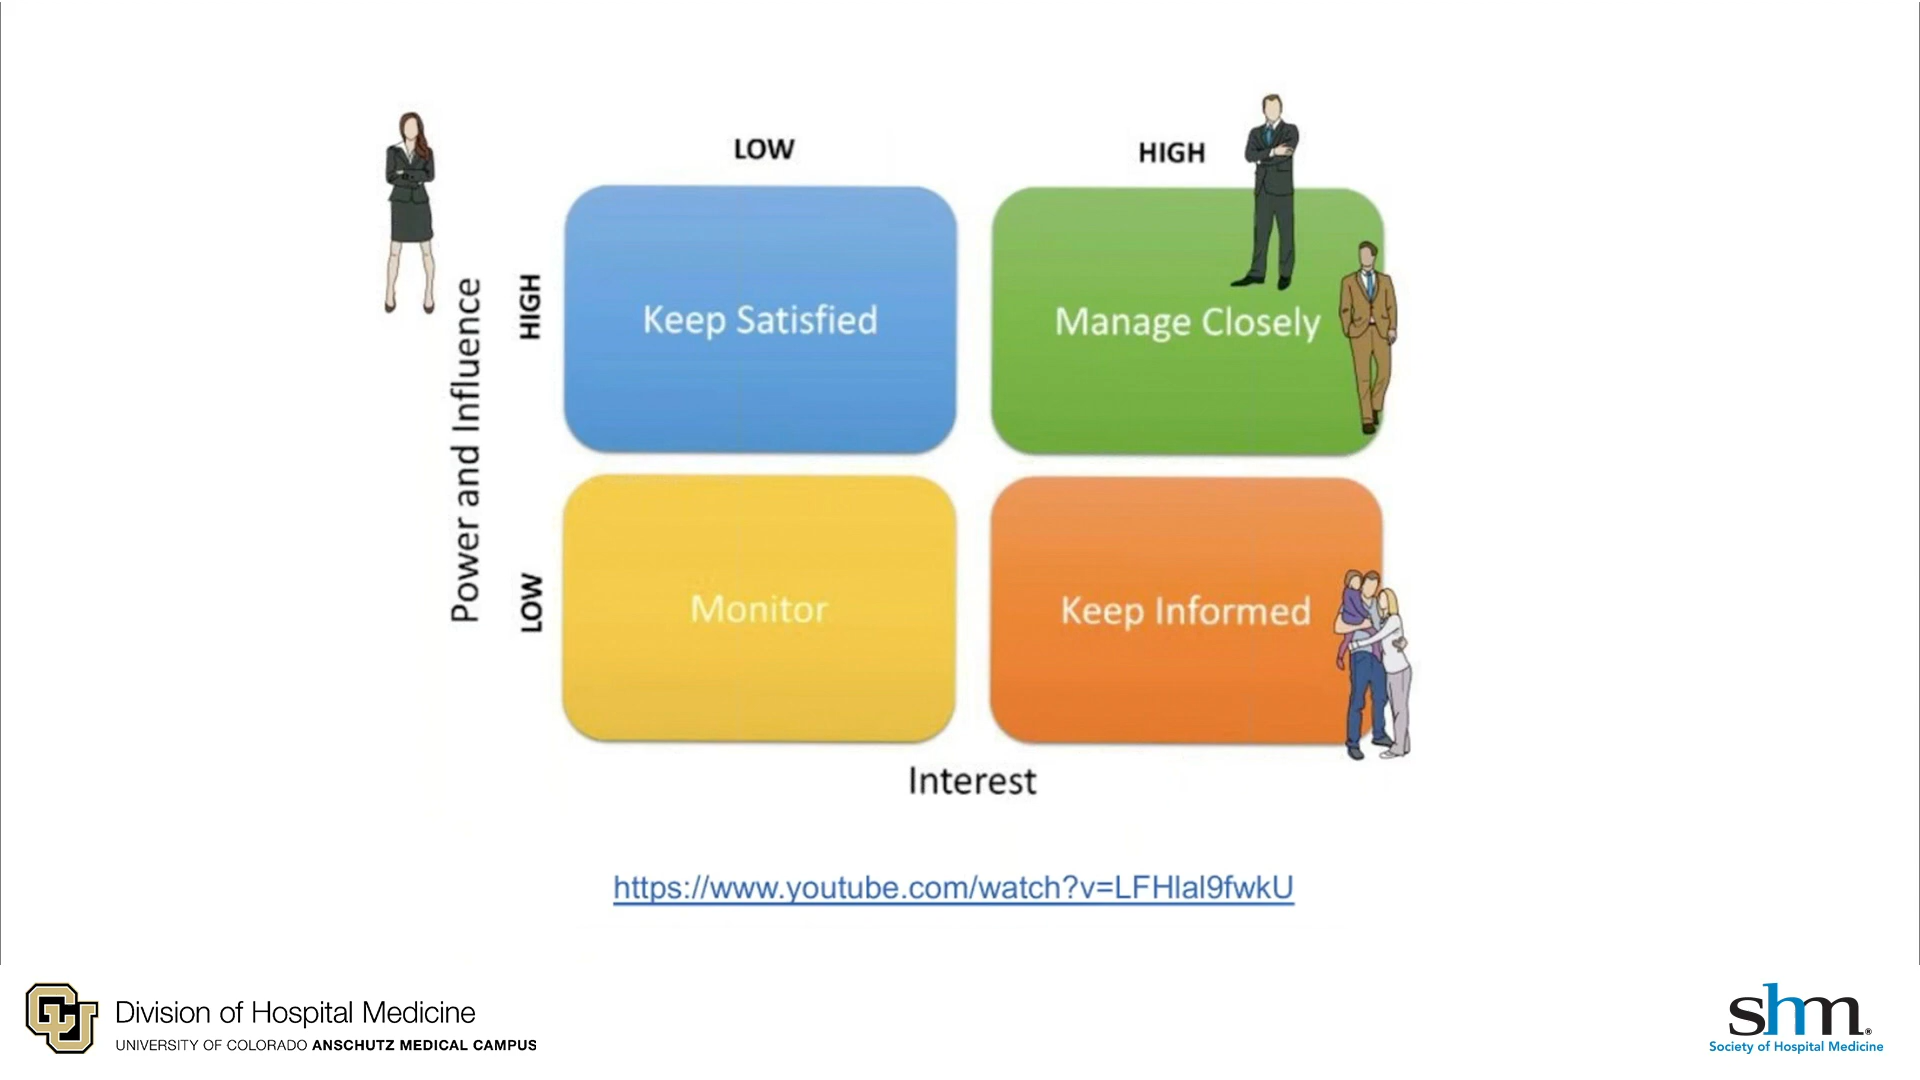 LOW
HIGH
Power and Influence
HIGH
Keep Satisfied
Manage Closely
LOW
Monitor
Keep Informed
Interest
https://www.youtube.com/watch?v=LFHlal9fwkU
CU
Division of Hospital Medicine
UNIVERSITY OF COLORADO ANSCHUTZ MEDICAL CAMPUS
shm®
Society of Hospital Medicine